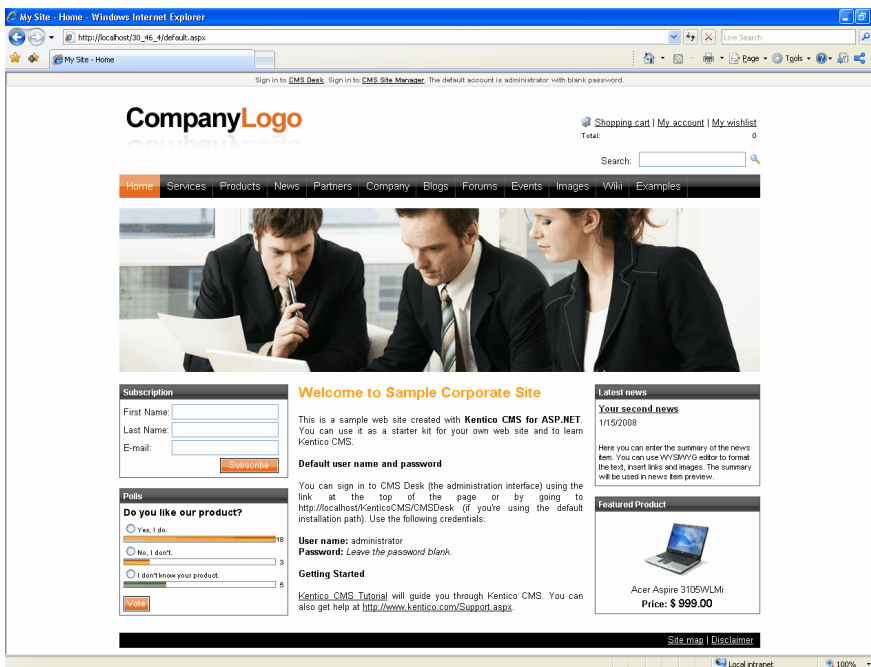 My Site - Home - Windows Internet Explorer
http://localhost/30_46_4/default.aspx
Live Search
My Site - Home
Page
Tools
Sign in to CMS Desk. Sign in to CMS Site Manager. The default account is administrator with blank password.
CompanyLogo
Shopping cart | My account | My wishlist
Total: 0
Search:
Home Services Products News Partners Company Blogs Forums Events Images Wiki Examples
Subscription
First Name:
Last Name:
E-mail:
Subscribe
Polls
Do you like our product?
Yes, I do.
18
No, I don't.
3
I don't know your product.
5
Vote
Welcome to Sample Corporate Site
This is a sample web site created with Kentico CMS for ASP.NET.
You can use it as a starter kit for your own web site and to learn
Kentico CMS.
Default user name and password
You can sign in to CMS Desk (the administration interface) using the
link at the top of the page or by going to
http://localhost/KenticoCMS/CMSDesk (if you're using the default
installation path). Use the following credentials:
User name: administrator
Password: Leave the password blank.
Getting Started
Kentico CMS Tutorial will guide you through Kentico CMS. You can
also get help at http://www.kentico.com/Support.aspx.
Latest news
Your second news
1/15/2008
Here you can enter the summary of the news
item. You can use WYSIWYG editor to format
the text, insert links and images. The summary
will be used in news item preview.
Featured Product
Acer Aspire 3105WLMi
Price: $ 999.00
Site map | Disclaimer
Local intranet
100%